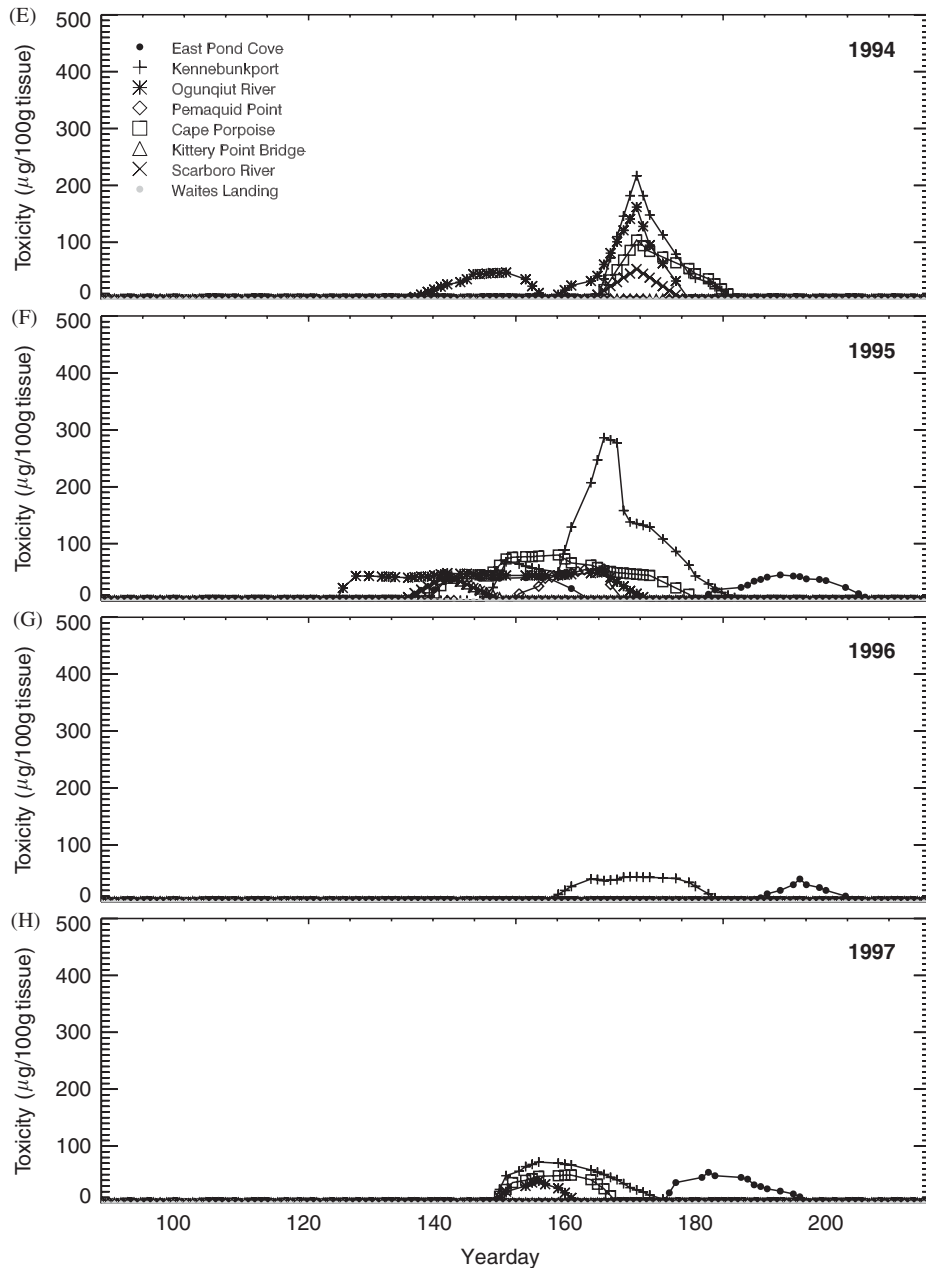 (E)
500
400
300
200
100
0
Toxicity (μg/100g tissue)
East Pond Cove
Kennebunkport
Ogunqiut River
Pemaquid Point
Cape Porpoise
Kittery Point Bridge
Scarboro River
Waites Landing
1994
(F)
500
400
300
200
100
0
Toxicity (μg/100g tissue)
1995
(G)
500
400
300
200
100
0
Toxicity (μg/100g tissue)
1996
(H)
500
400
300
200
100
0
Toxicity (μg/100g tissue)
1997
100 120 140 160 180 200
Yearday